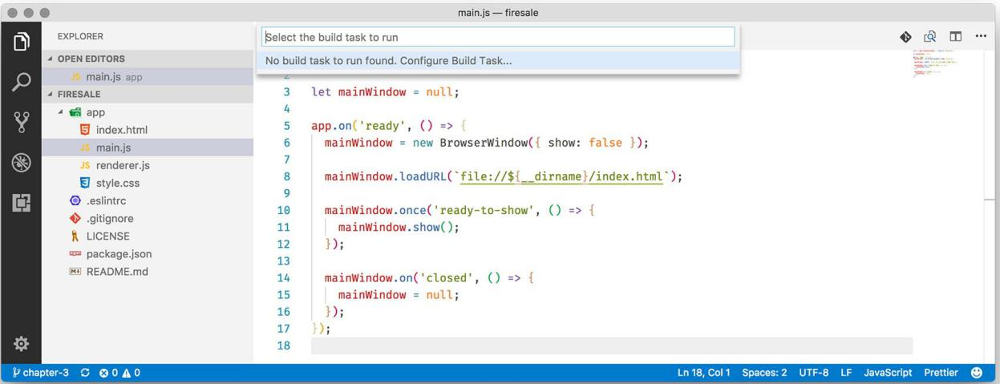 main.js — firesale
EXPLORER
OPEN EDITORS
JS main.js app
FIRESALE
app
index.html
JS main.js
JS renderer.js
style.css
.eslintrc
.gitignore
LICENSE
package.json
README.md
Select the build task to run
No build task to run found. Configure Build Task...
2
3 let mainWindow = null;
4
5 app.on('ready', () => {
6 mainWindow = new BrowserWindow({ show: false });
7
8 mainWindow.loadURL(`file://${__dirname}/index.html`);
9
10 mainWindow.once('ready-to-show', () => {
11 mainWindow.show();
12 });
13
14 mainWindow.on('closed', () => {
15 mainWindow = null;
16 });
17 });
18
chapter-3 0 0 Ln 18, Col 1 Spaces: 2 UTF-8 LF JavaScript Prettier